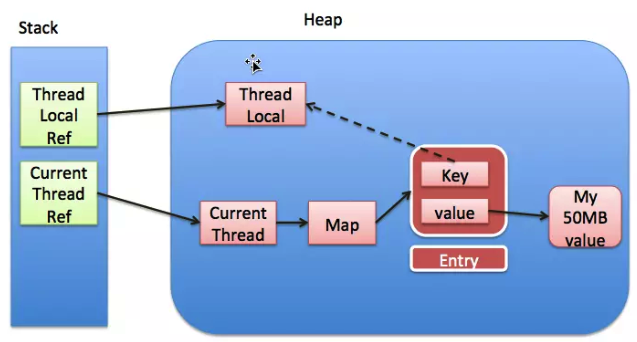 Stack
Heap
Thread
Local
Ref
Thread
Local
Current
Thread
Ref
Current
Thread
Map
Key
value
Entry
My
50MB
value